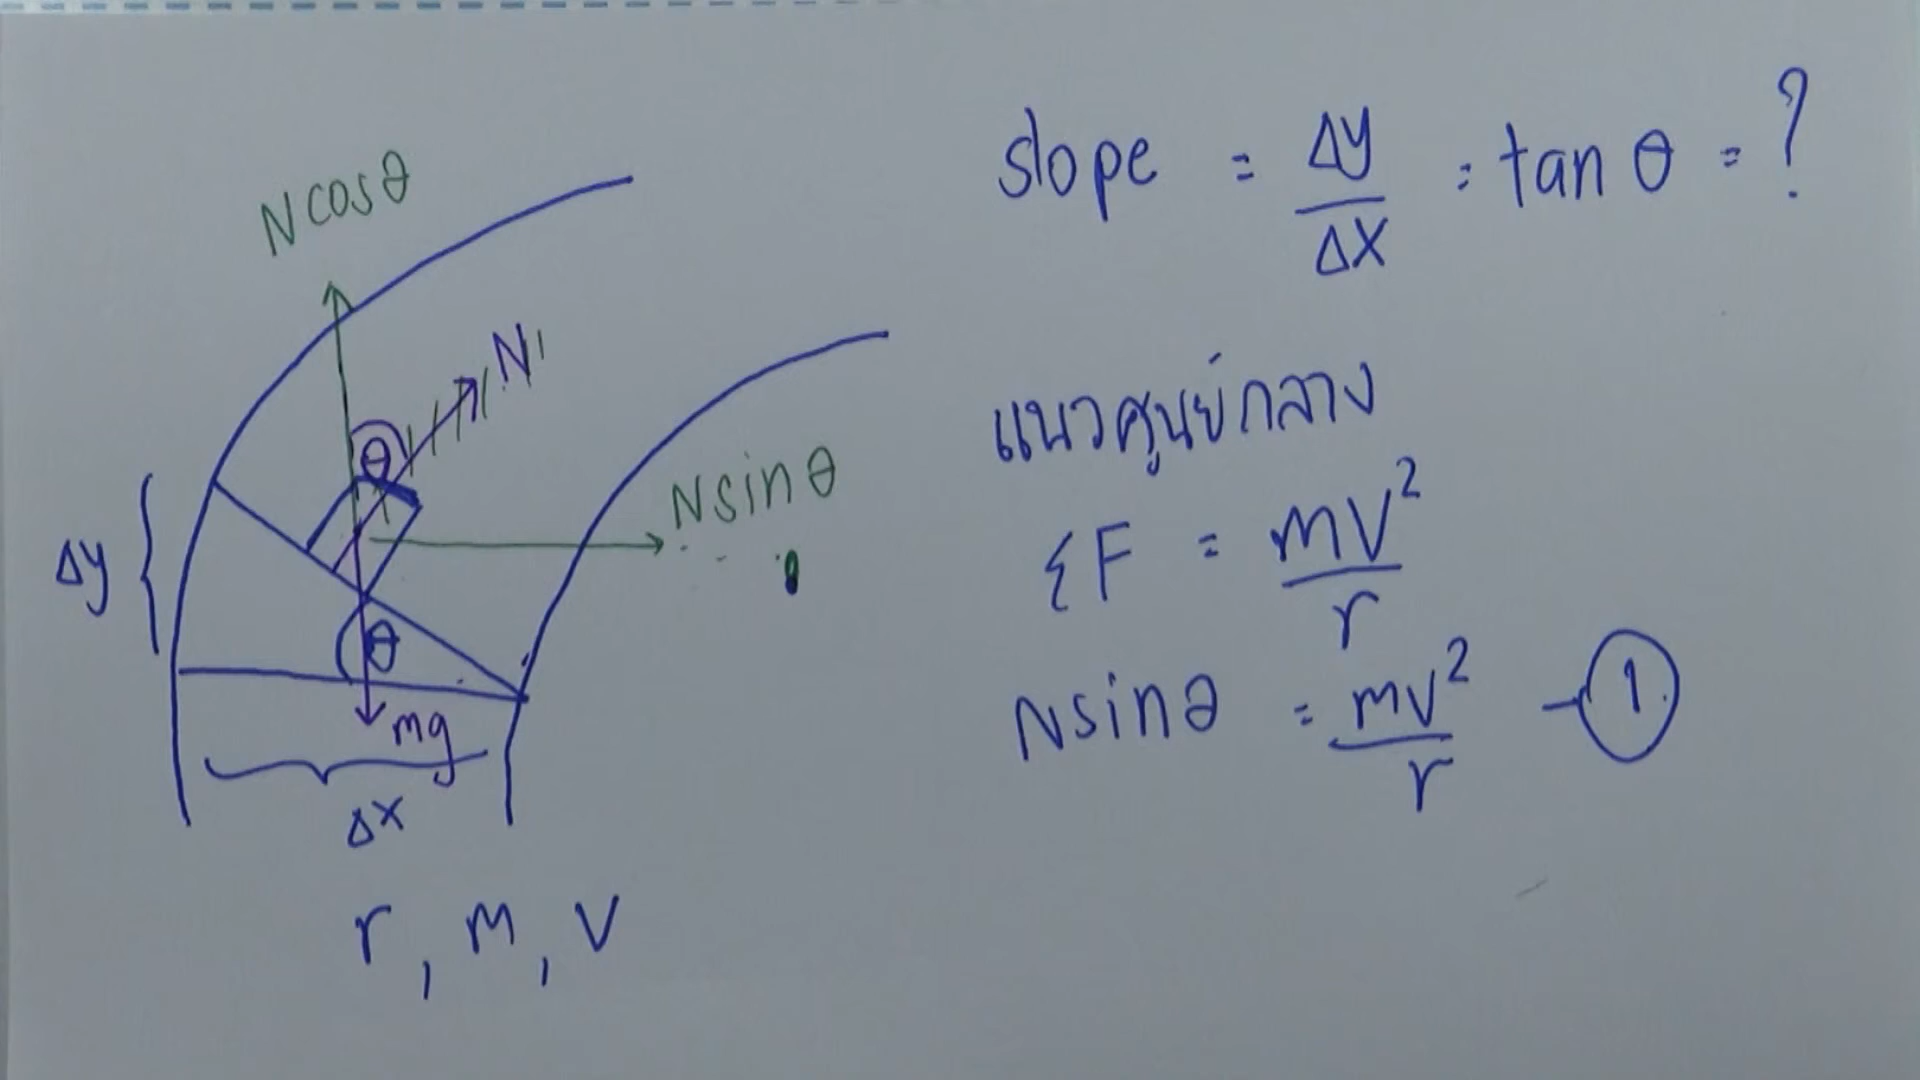 slope = Δy/Δx = tan θ = ?
N cos θ
N
θ
N sin θ
Δy
θ
mg
Δx
r, m, v
แนวศูนย์กลาง
ΣF = mv²/r
N sin θ = mv²/r - ①